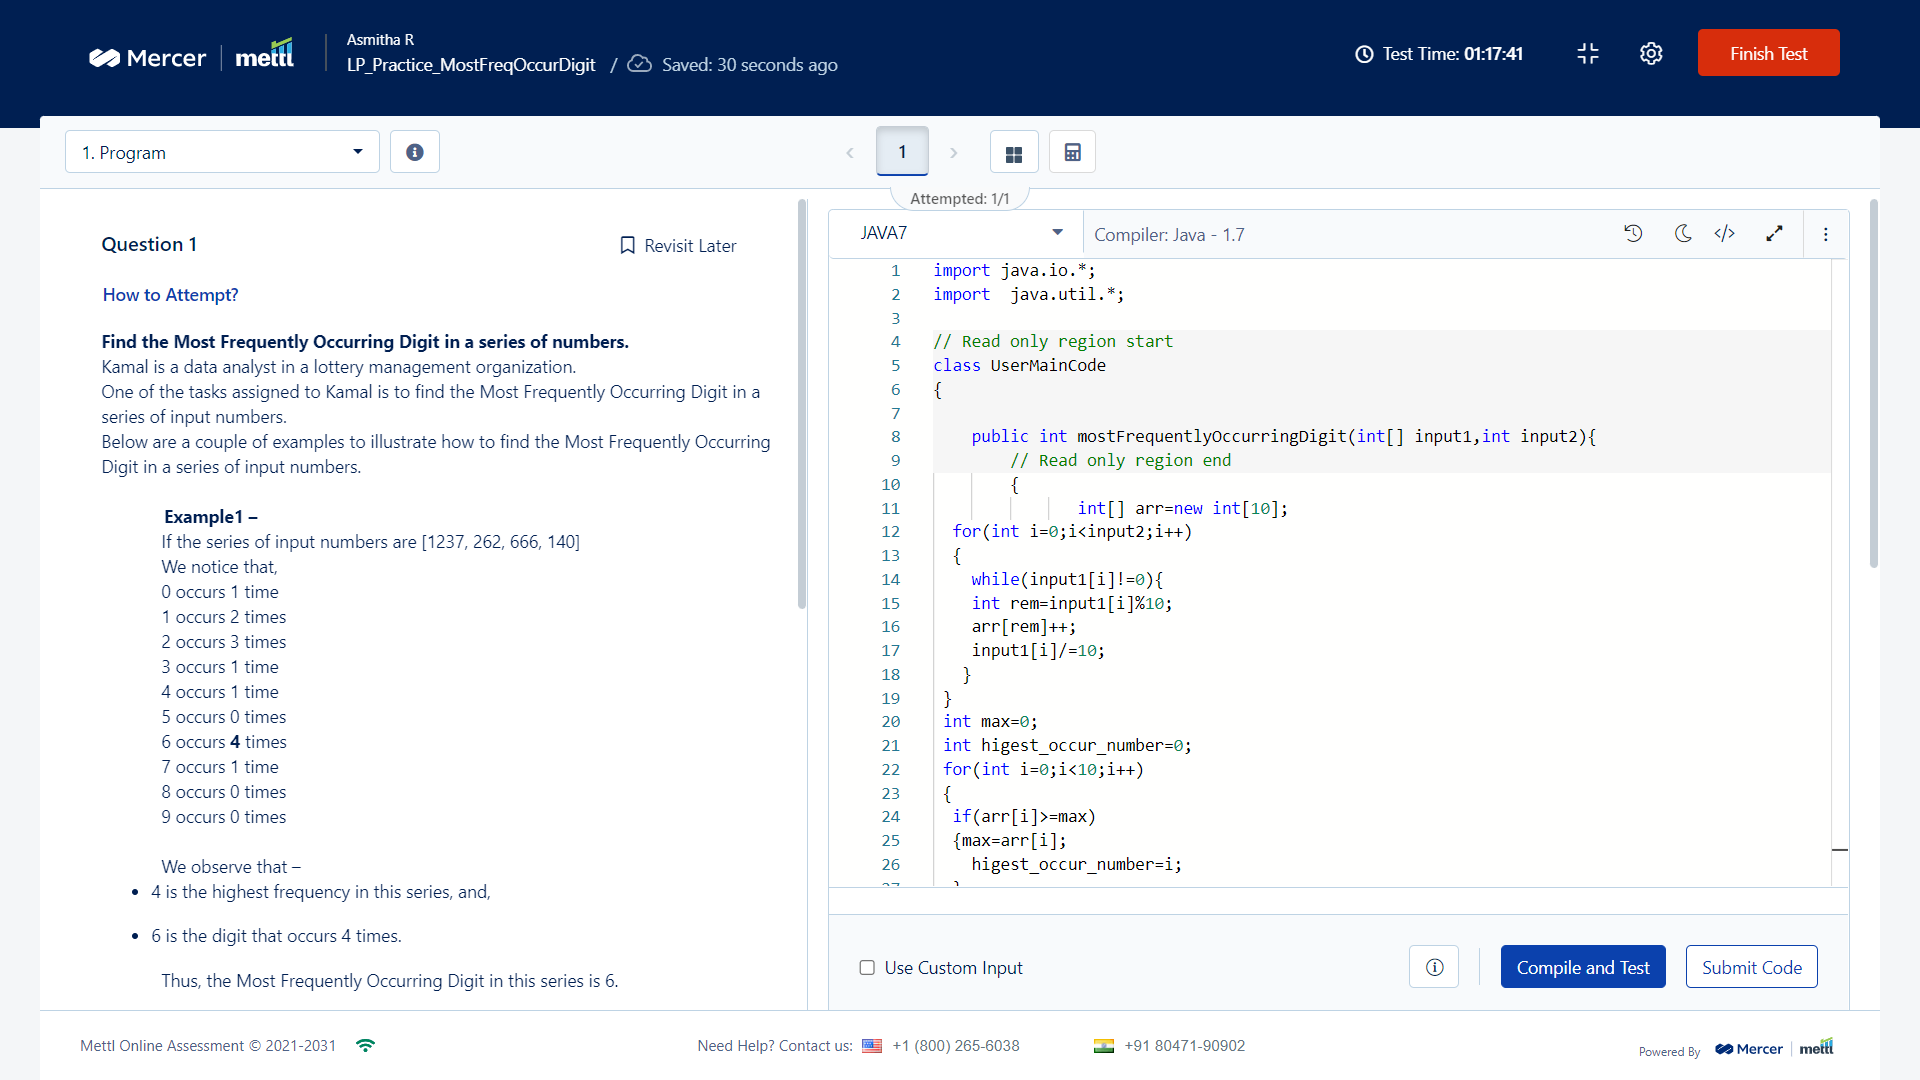 Mercer | mettl
Asmitha R
LP_Practice_MostFreqOccurDigit / Saved: 30 seconds ago
Test Time: 01:17:41
Finish Test
1. Program
1
Attempted: 1/1
Question 1
Revisit Later
How to Attempt?
Find the Most Frequently Occurring Digit in a series of numbers.
Kamal is a data analyst in a lottery management organization.
One of the tasks assigned to Kamal is to find the Most Frequently Occurring Digit in a
series of input numbers.
Below are a couple of examples to illustrate how to find the Most Frequently Occurring
Digit in a series of input numbers.
Example1 –
If the series of input numbers are [1237, 262, 666, 140]
We notice that,
0 occurs 1 time
1 occurs 2 times
2 occurs 3 times
3 occurs 1 time
4 occurs 1 time
5 occurs 0 times
6 occurs 4 times
7 occurs 1 time
8 occurs 0 times
9 occurs 0 times
We observe that –
• 4 is the highest frequency in this series, and,
• 6 is the digit that occurs 4 times.
Thus, the Most Frequently Occurring Digit in this series is 6.
JAVA7
Compiler: Java - 1.7
1 import java.io.*;
2 import  java.util.*;
3
4 // Read only region start
5 class UserMainCode
6 {
7
8 public int mostFrequentlyOccurringDigit(int[] input1,int input2){
9 // Read only region end
10 {
11 int[] arr=new int[10];
12 for(int i=0;i<input2;i++)
13 {
14 while(input1[i]!=0){
15 int rem=input1[i]%10;
16 arr[rem]++;
17 input1[i]/=10;
18 }
19 }
20 int max=0;
21 int higest_occur_number=0;
22 for(int i=0;i<10;i++)
23 {
24 if(arr[i]>=max)
25 {max=arr[i];
26 higest_occur_number=i;
Use Custom Input
Compile and Test
Submit Code
Mettl Online Assessment © 2021-2031
Need Help? Contact us: +1 (800) 265-6038
+91 80471-90902
Powered By Mercer | mettl